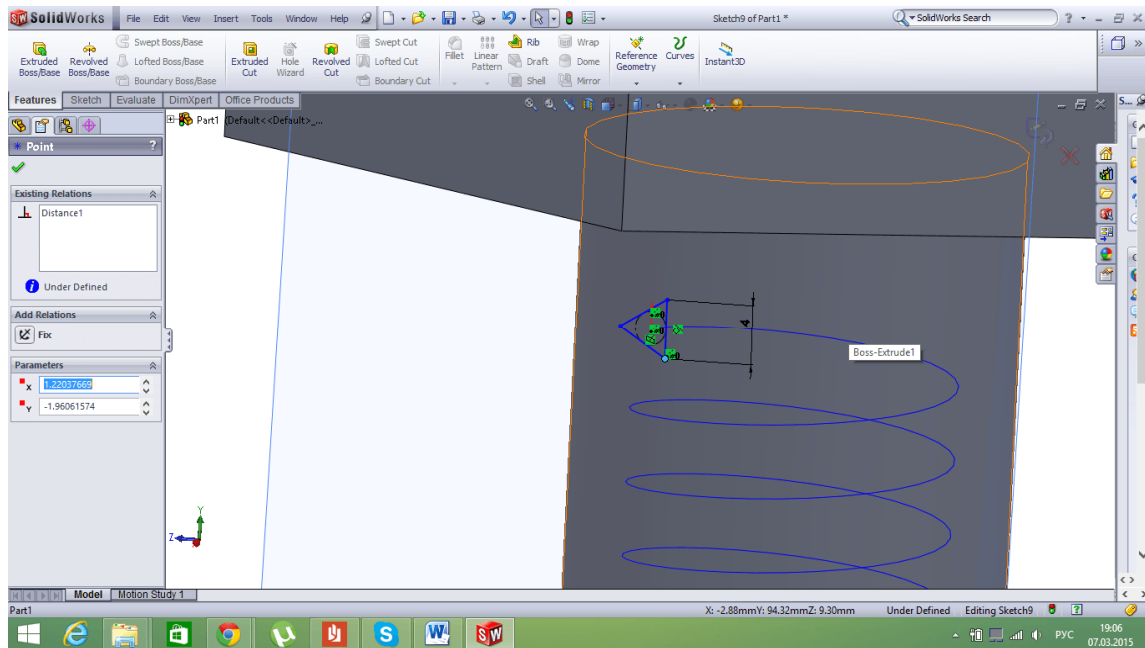 SolidWorks File Edit View Insert Tools Window Help Sketch9 of Part1 * SolidWorks Search ?
Extruded Boss/Base
Revolved Boss/Base
Swept Boss/Base
Lofted Boss/Base
Boundary Boss/Base
Extruded Cut
Hole Wizard
Revolved Cut
Swept Cut
Lofted Cut
Boundary Cut
Fillet
Linear Pattern
Rib
Draft
Shell
Wrap
Dome
Mirror
Reference Geometry
Curves
Instant3D
Features Sketch Evaluate DimXpert Office Products
S...
Part1 (Default<<Default>_...
Point ?
Existing Relations
Distance1
Under Defined
Add Relations
Fix
Parameters
x 1.22037669
Y -1.96061574
4
Boss-Extrude1
Y
Z
Model Motion Study 1
Part1 X: -2.88mmY: 94.32mmZ: 9.30mm Under Defined Editing Sketch9 ?
S W SW РУС 19:06
07.03.2015